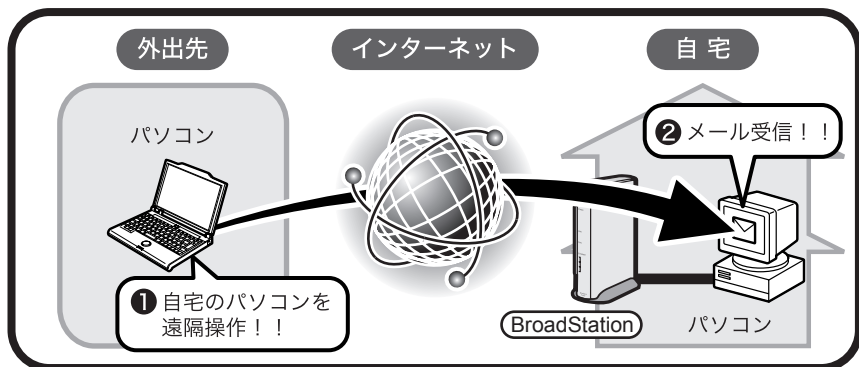 外出先
インターネット
自 宅
パソコン
❷メール受信！！
❶自宅のパソコンを
遠隔操作！！
BroadStation
パソコン